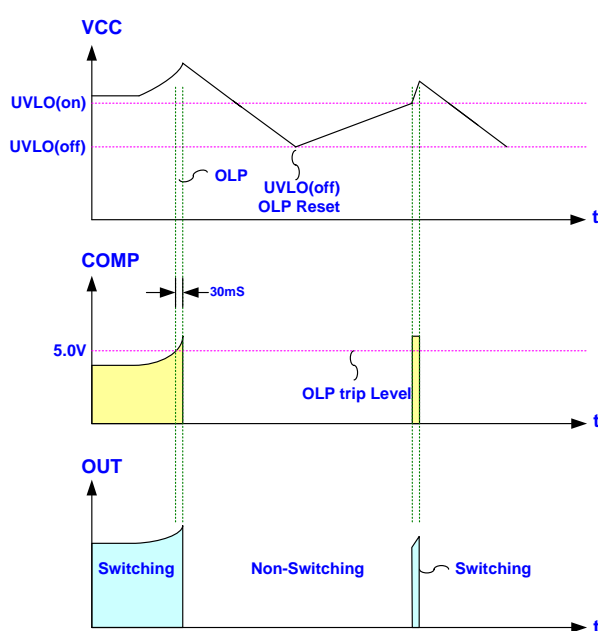 VCC
UVLO(on)
UVLO(off)
OLP
UVLO(off)
OLP Reset
t
COMP
30mS
5.0V
OLP trip Level
t
OUT
Switching
Non-Switching
Switching
t